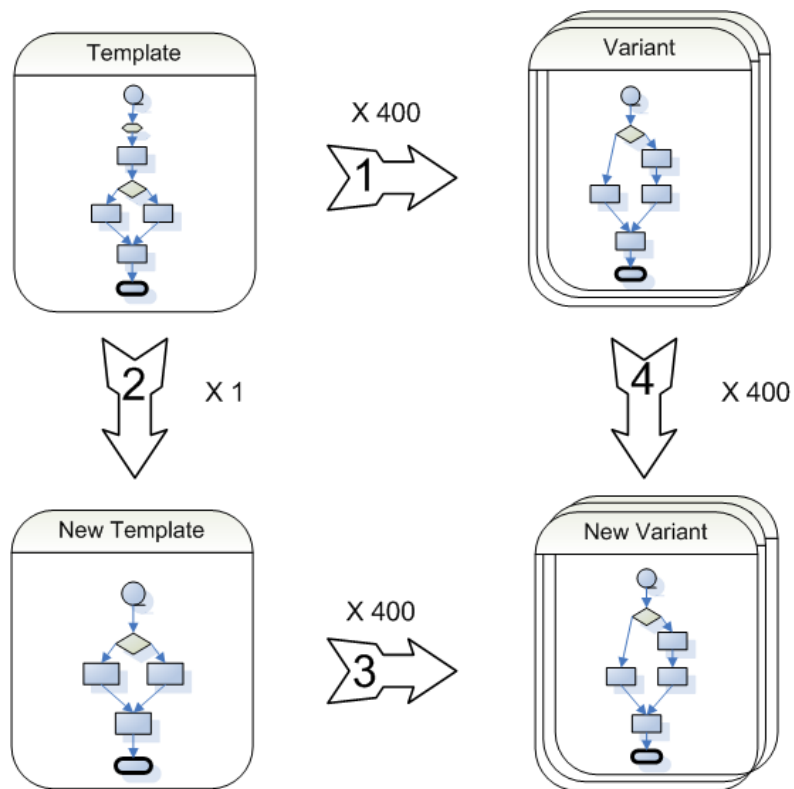 Template
Variant
X 400
1
2
X 1
4
X 400
New Template
New Variant
X 400
3